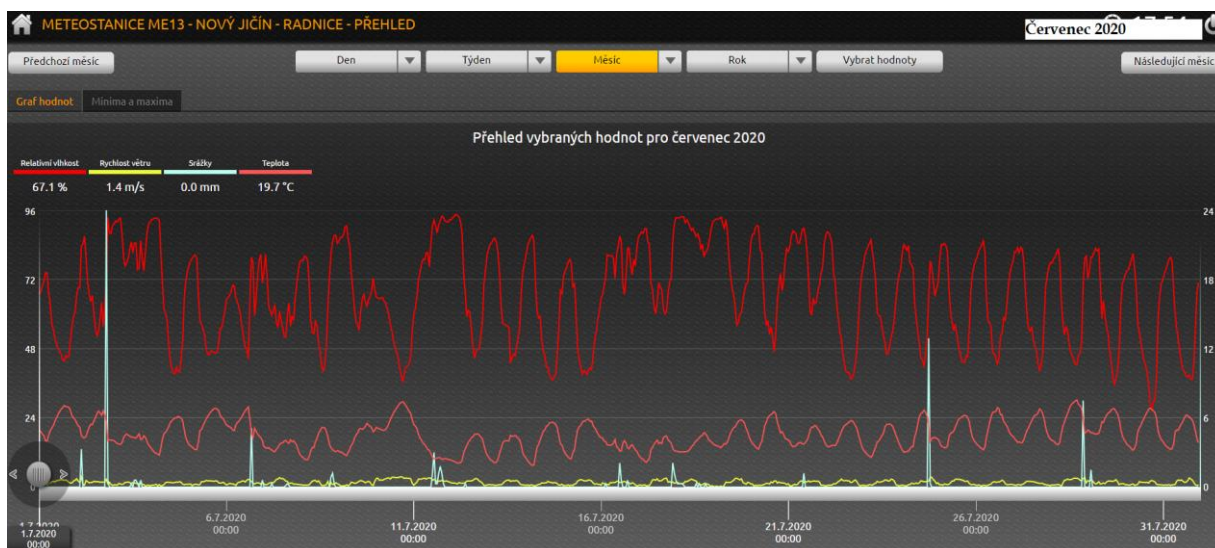 METEOSTANICE ME13 - NOVÝ JIČÍN - RADNICE - PŘEHLED
Červenec 2020
Předchozí měsíc
Den
Týden
Měsíc
Rok
Vybrat hodnoty
Následující měsíc
Graf hodnot
Minima a maxima
Přehled vybraných hodnot pro červenec 2020
Relativní vlhkost
Rychlost větru
Srážky
Teplota
67.1 %
1.4 m/s
0.0 mm
19.7 °C
96
24
72
18
48
12
24
6
0
0
6.7.2020
00:00
11.7.2020
00:00
16.7.2020
00:00
21.7.2020
00:00
26.7.2020
00:00
31.7.2020
00:00
1.7.2020
00:00